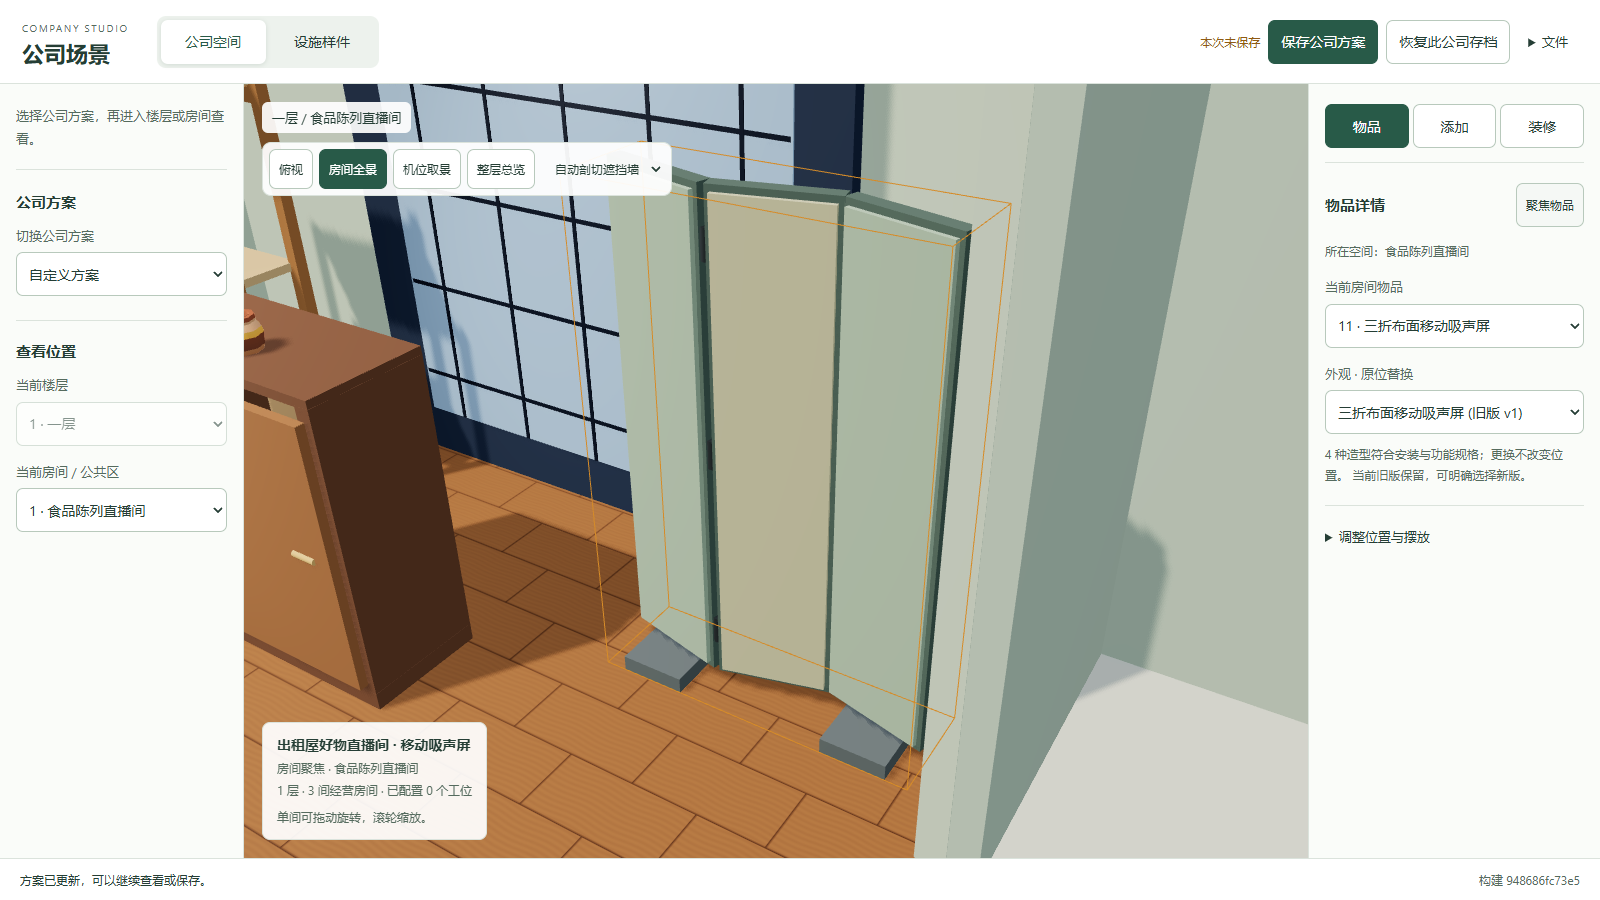 COMPANY STUDIO
公司场景
公司空间
设施样件
本次未保存
保存公司方案
恢复此公司存档
▶ 文件
选择公司方案，再进入楼层或房间查看。
公司方案
切换公司方案
自定义方案
查看位置
当前楼层
1 · 一层
当前房间 / 公共区
1 · 食品陈列直播间
一层 / 食品陈列直播间
俯视
房间全景
机位取景
整层总览
自动剖切遮挡墙
出租屋好物直播间 · 移动吸声屏
房间聚焦 · 食品陈列直播间
1 层 · 3 间经营房间 · 已配置 0 个工位
单间可拖动旋转，滚轮缩放。
物品
添加
装修
物品详情
聚焦物品
所在空间：食品陈列直播间
当前房间物品
11 · 三折布面移动吸声屏
外观 · 原位替换
三折布面移动吸声屏 (旧版 v1)
4 种造型符合安装与功能规格；更换不改变位置。 当前旧版保留，可明确选择新版。
▶ 调整位置与摆放
方案已更新，可以继续查看或保存。
构建 948686fc73e5